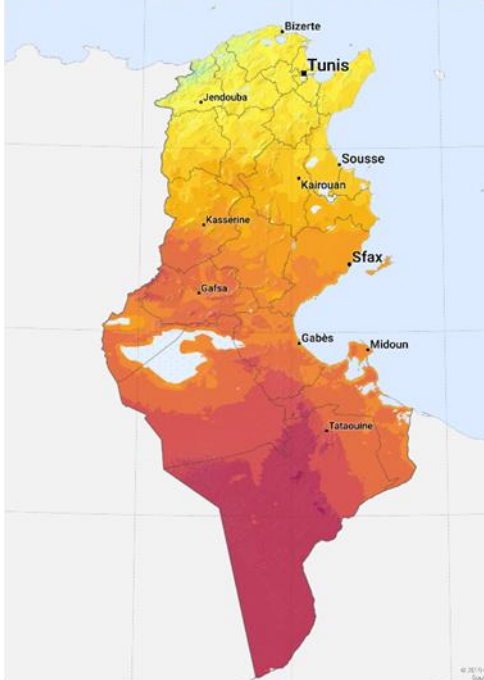 Bizerte
Tunis
Jendouba
Sousse
Kairouan
Kasserine
Sfax
Gafsa
Gabès
Midoun
Tataouine